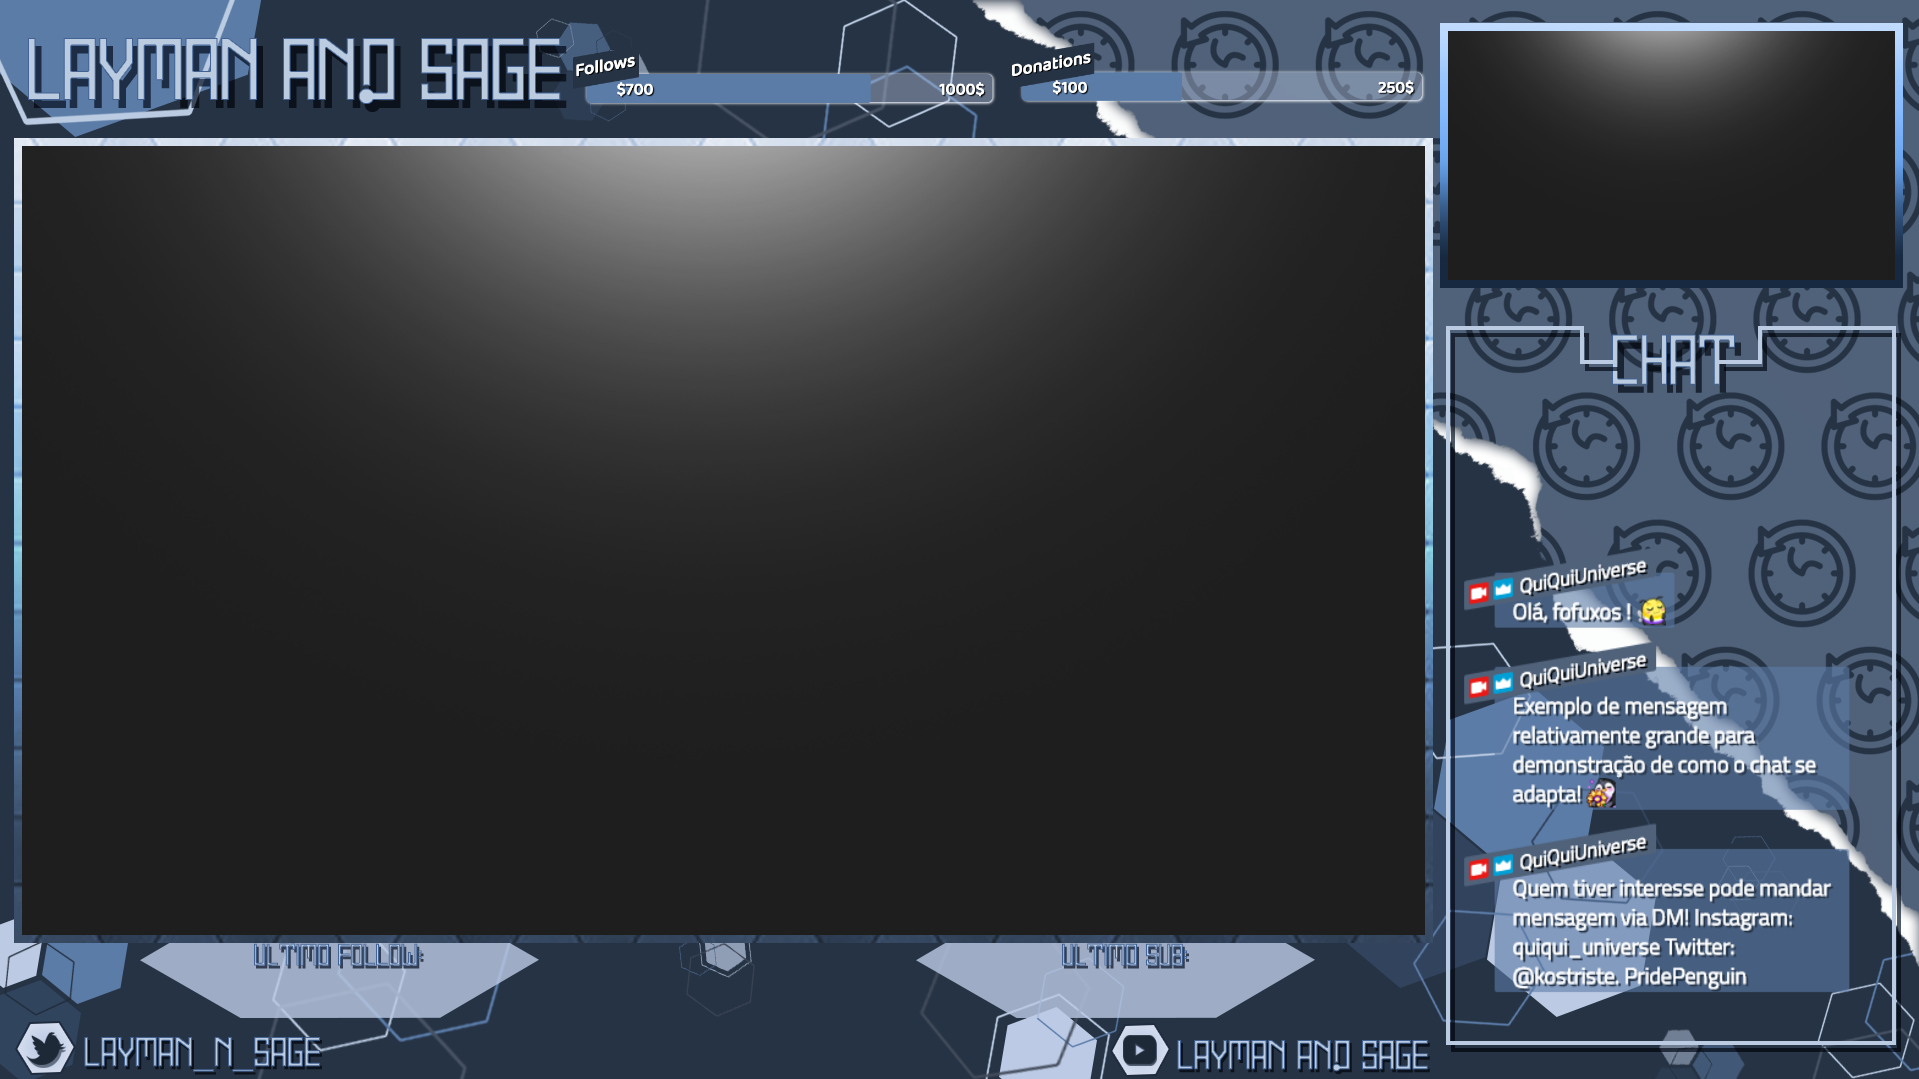 LAYMAN AND SAGE
Follows
$700
1000$
Donations
$100
250$
CHAT
QuiQuiUniverse
Olá, fofuxos !
QuiQuiUniverse
Exemplo de mensagem
relativamente grande para
demonstração de como o chat se
adapta!
QuiQuiUniverse
Quem tiver interesse pode mandar
mensagem via DM! Instagram:
quiqui_universe Twitter:
@kostriste. PridePenguin
ULTIMO FOLLOW:
ULTIMO SUB:
LAYMAN_N_SAGE
LAYMAN AND SAGE